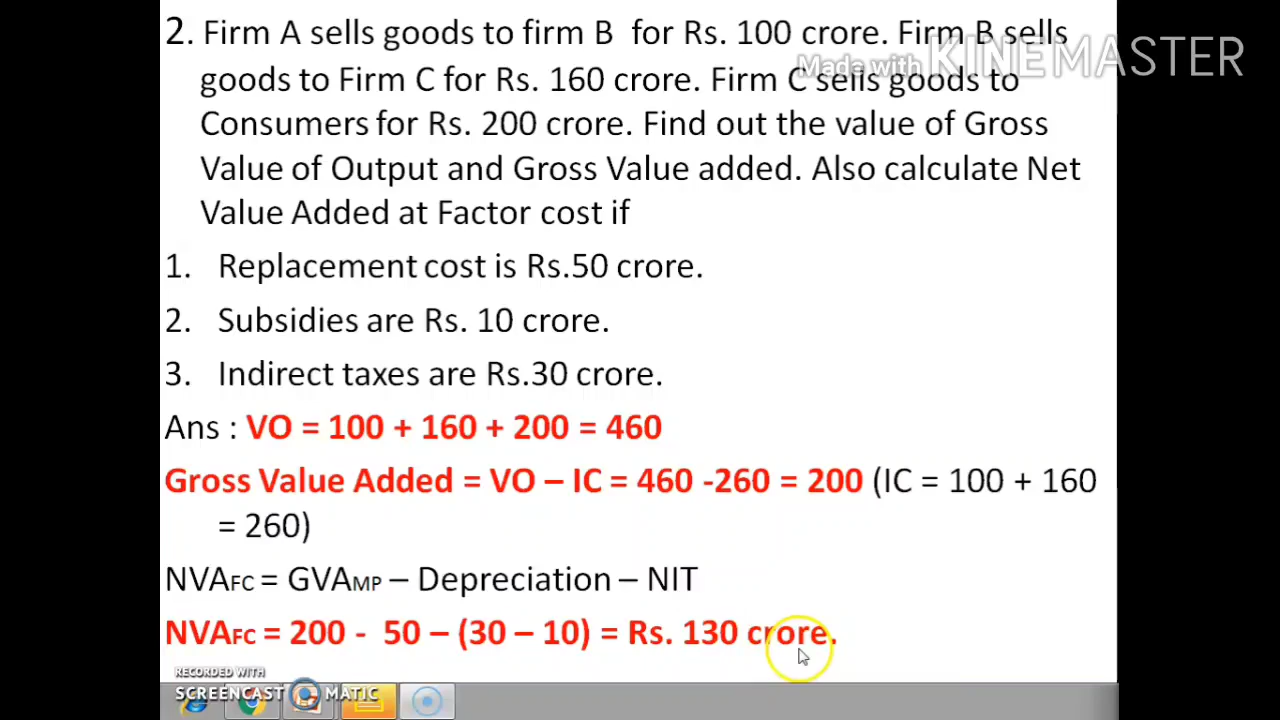 2. Firm A sells goods to firm B for Rs. 100 crore. Firm B sells
Made with KINEMASTER
goods to Firm C for Rs. 160 crore. Firm C sells goods to
Consumers for Rs. 200 crore. Find out the value of Gross
Value of Output and Gross Value added. Also calculate Net
Value Added at Factor cost if
1. Replacement cost is Rs.50 crore.
2. Subsidies are Rs. 10 crore.
3. Indirect taxes are Rs.30 crore.
Ans : VO = 100 + 160 + 200 = 460
Gross Value Added = VO – IC = 460 -260 = 200 (IC = 100 + 160
= 260)
NVAFC = GVAMP – Depreciation – NIT
NVAFC = 200 - 50 – (30 – 10) = Rs. 130 crore.
RECORDED WITH
SCREENCAST MATIC